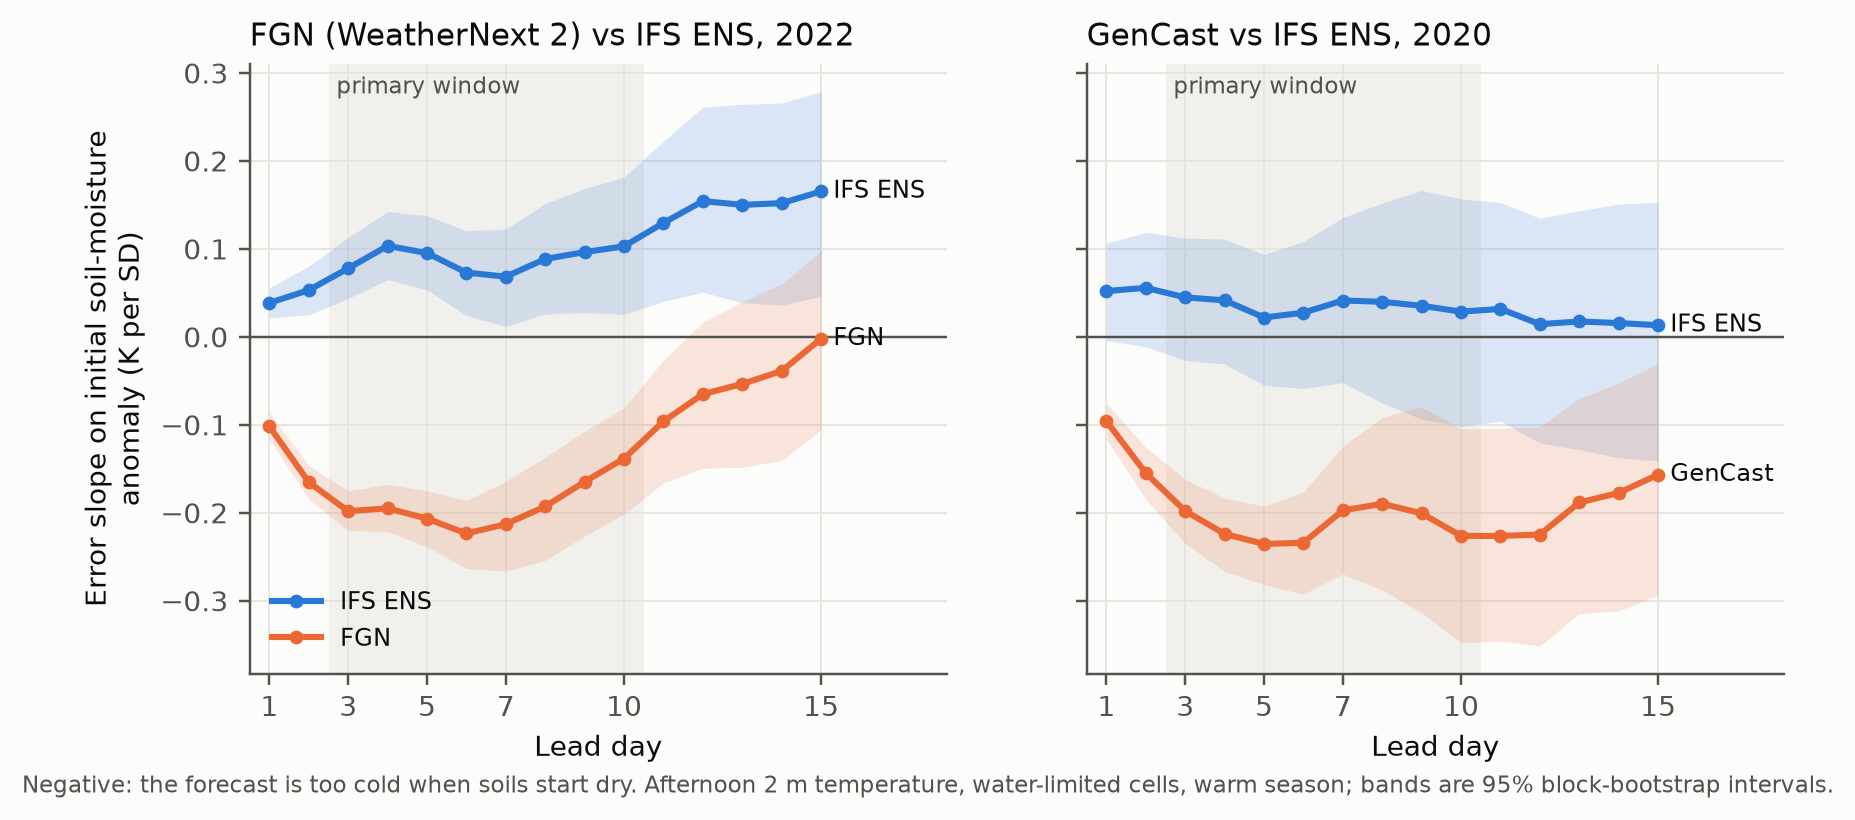 FGN (WeatherNext 2) vs IFS ENS, 2022
primary window
0.3
0.2
0.1
0.0
−0.1
−0.2
−0.3
Error slope on initial soil-moisture
anomaly (K per SD)
IFS ENS
FGN
IFS ENS
FGN
1 3 5 7 10 15
Lead day
GenCast vs IFS ENS, 2020
primary window
IFS ENS
GenCast
1 3 5 7 10 15
Lead day
Negative: the forecast is too cold when soils start dry. Afternoon 2 m temperature, water-limited cells, warm season; bands are 95% block-bootstrap intervals.